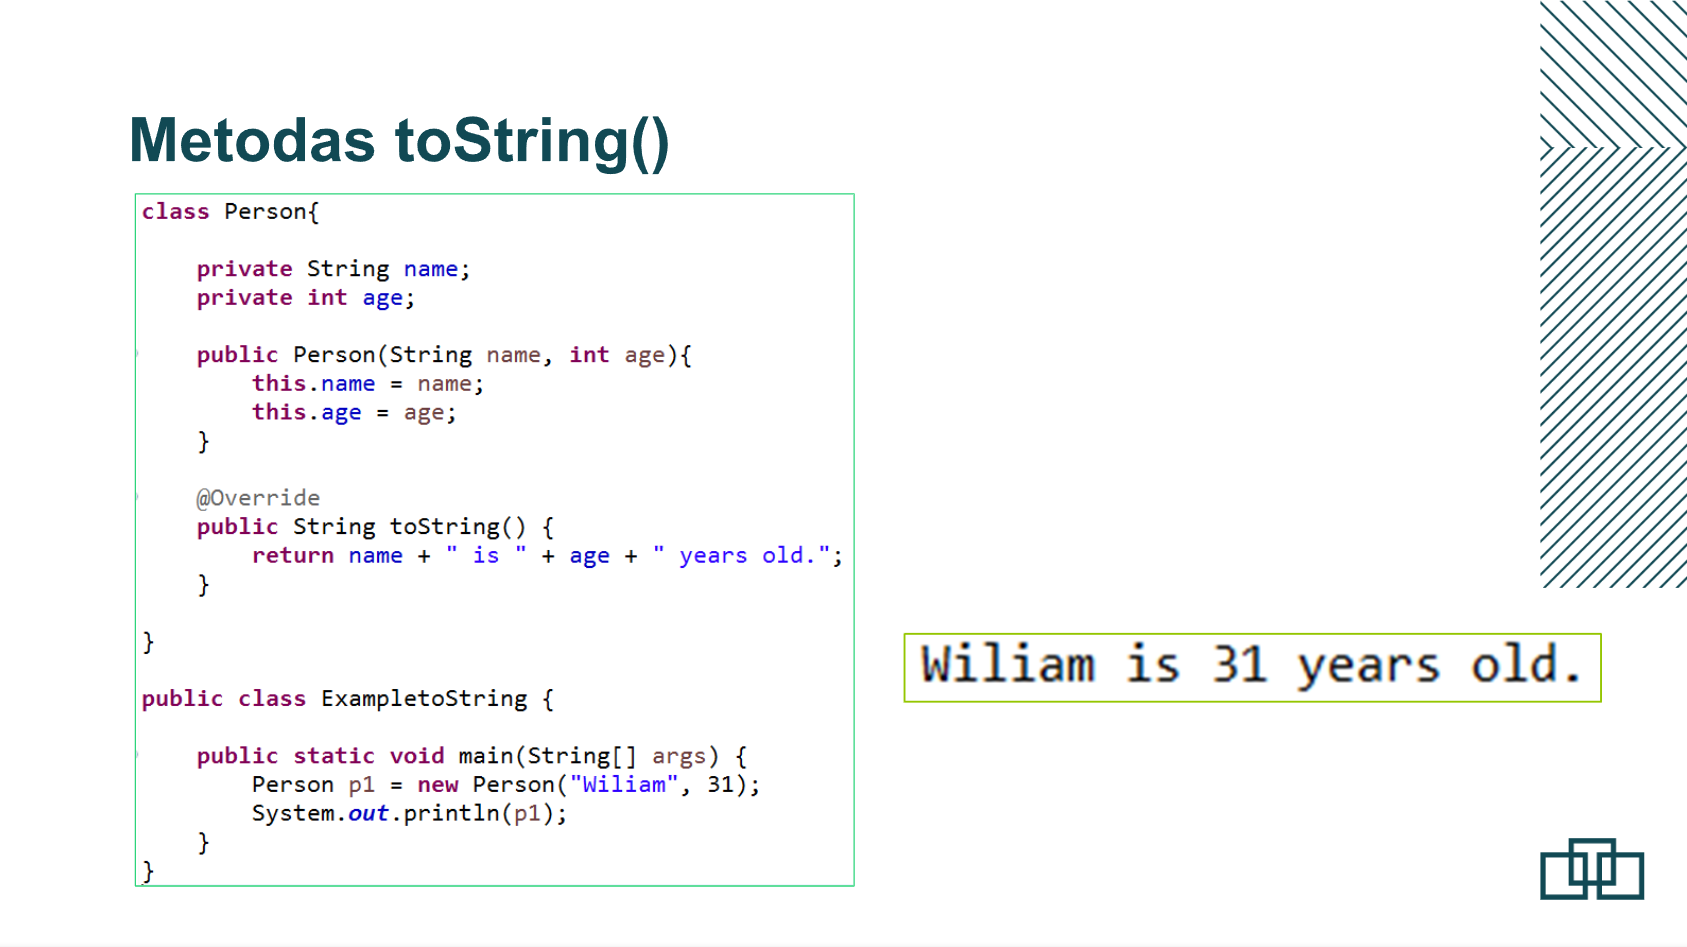 Metodas toString()
class Person{
private String name;
private int age;
public Person(String name, int age){
this.name = name;
this.age = age;
}
@Override
public String toString() {
return name + " is " + age + " years old.";
}
}
public class ExampletoString {
public static void main(String[] args) {
Person p1 = new Person("Wiliam", 31);
System.out.println(p1);
}
}
Wiliam is 31 years old.